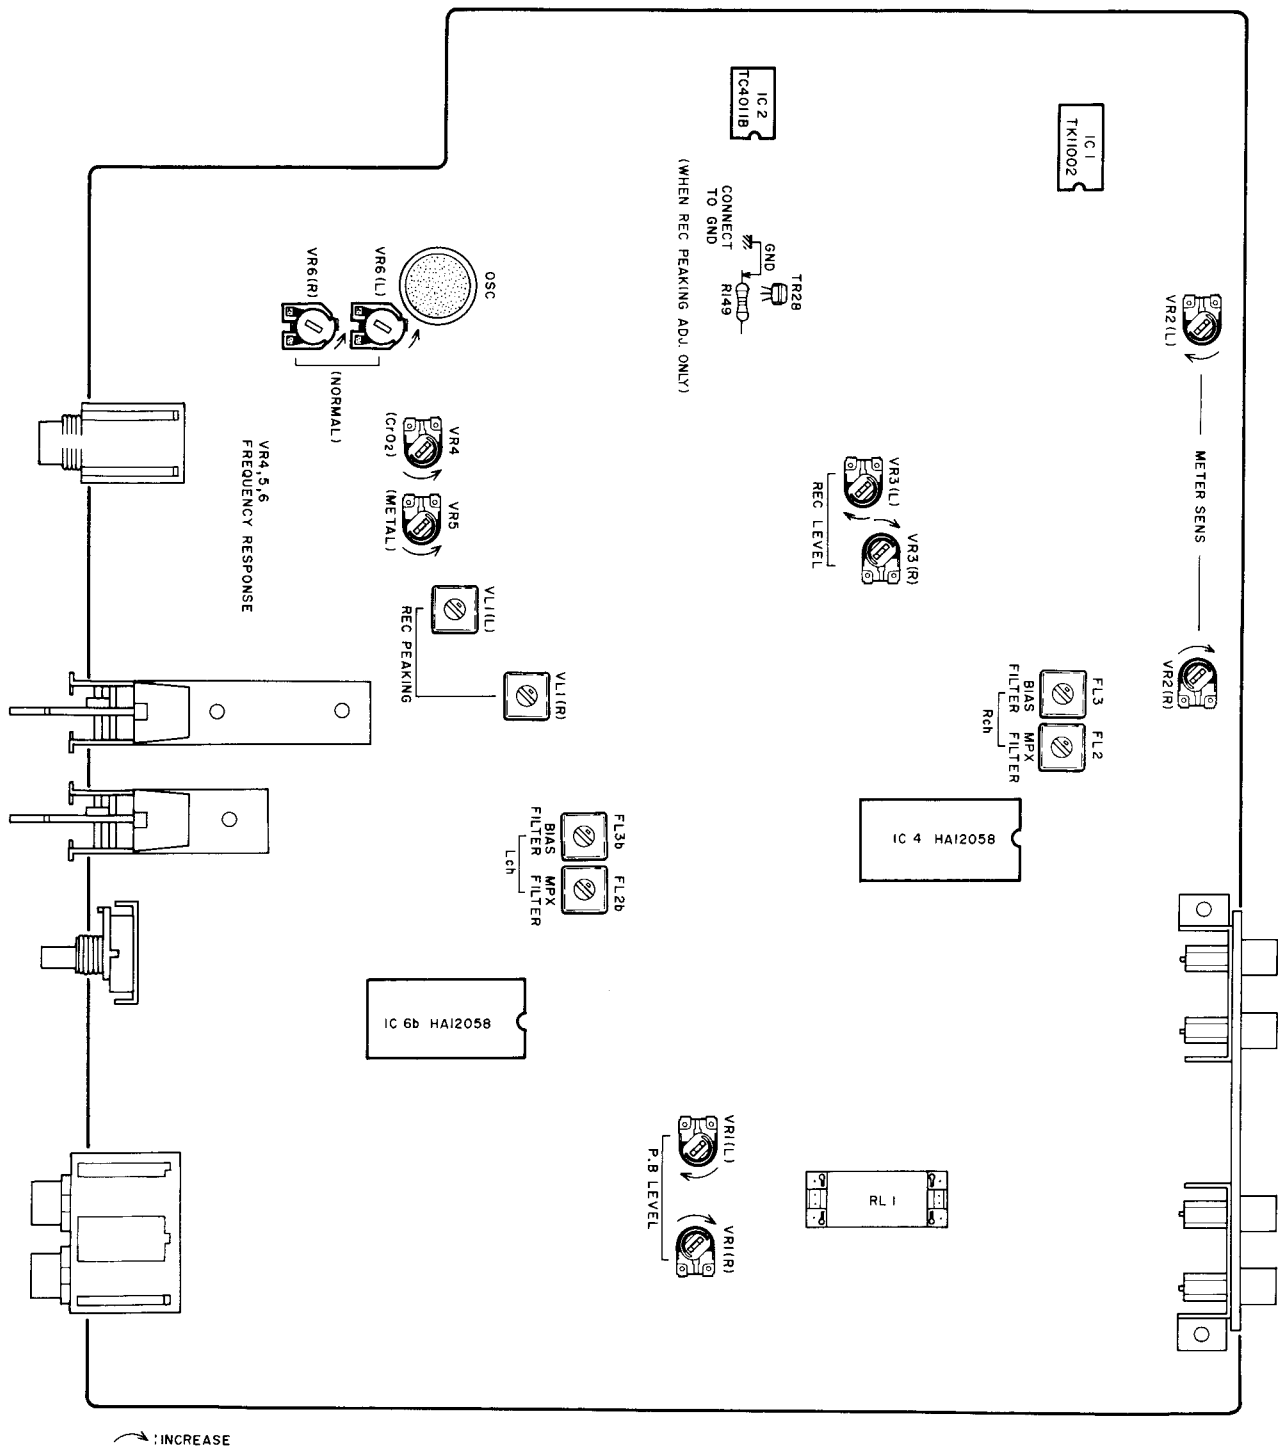 IC 2
TC4011B
IC 1
TK11002
(WHEN REC PEAKING ADJ. ONLY)
CONNECT
TO GND
GND
R149
TR28
OSC
VR6(L)
VR6(R)
(NORMAL)
VR2(L)
METER SENS
VR2(R)
VR4
(CrO2)
VR5
(METAL)
VR4,5,6
FREQUENCY RESPONSE
VR3(L)
REC LEVEL
VR3(R)
VL1(L)
REC PEAKING
VL1(R)
FL3
BIAS
FILTER
Rch
FL2
MPX
FILTER
FL3b
BIAS
FILTER
Lch
FL2b
MPX
FILTER
IC 4 HA12058
IC 6b HA12058
VR1(L)
P.B LEVEL
VR1(R)
RL 1
: INCREASE